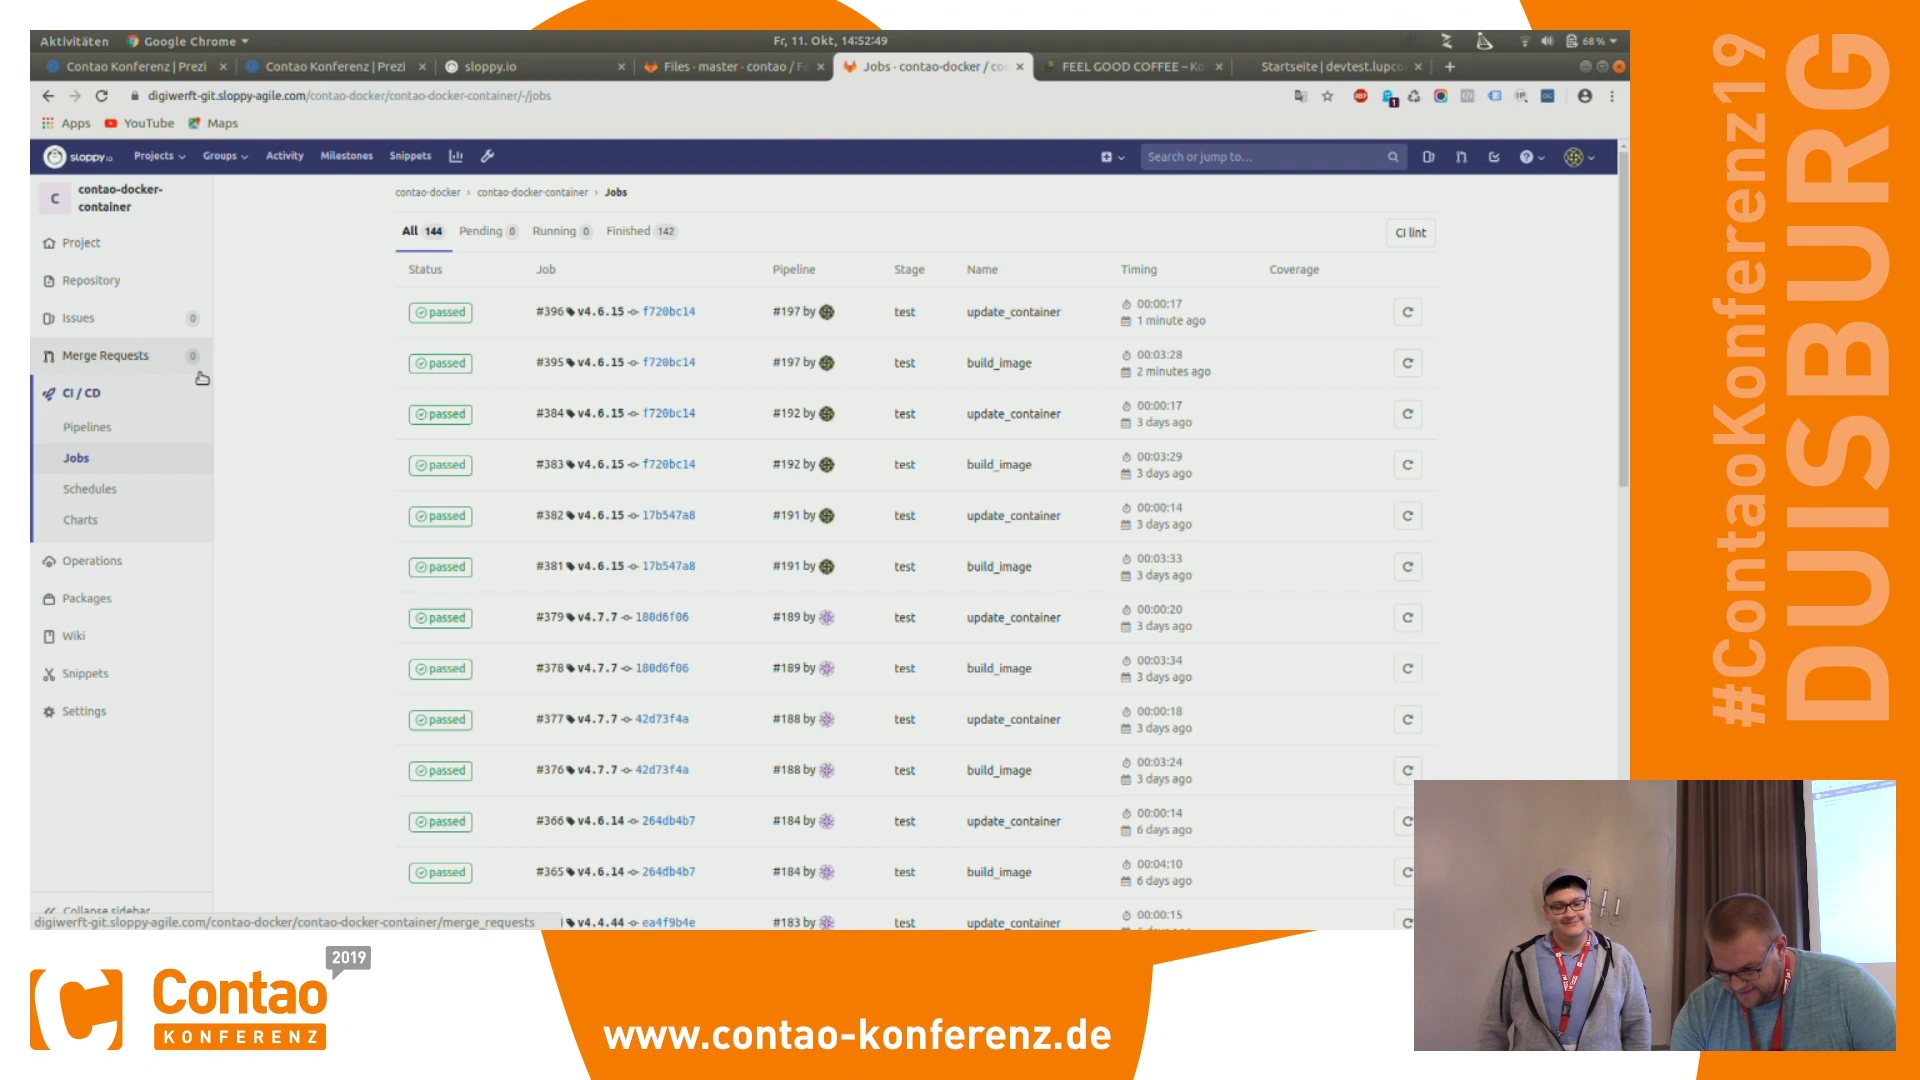 Aktivitäten Google Chrome Fr, 11. Okt, 14:52:49 68 %
Contao Konferenz | Prezi Contao Konferenz | Prezi sloppy.io Files · master · contao / Fe Jobs · contao-docker / con FEEL GOOD COFFEE – Ko Startseite | devtest.lupco
digiwerft-git.sloppy-agile.com/contao-docker/contao-docker-container/-/jobs
Apps YouTube Maps
sloppy.io Projects Groups Activity Milestones Snippets Search or jump to...
C contao-docker-container
Project
Repository
Issues 0
Merge Requests 0
CI / CD
Pipelines
Jobs
Schedules
Charts
Operations
Packages
Wiki
Snippets
Settings
Collapse sidebar
digiwerft-git.sloppy-agile.com/contao-docker/contao-docker-container/merge_requests
contao-docker › contao-docker-container › Jobs
All 144 Pending 0 Running 0 Finished 142 CI lint
Status Job Pipeline Stage Name Timing Coverage
passed #396 v4.6.15 f720bc14 #197 by test update_container 00:00:17
1 minute ago
passed #395 v4.6.15 f720bc14 #197 by test build_image 00:03:28
2 minutes ago
passed #384 v4.6.15 f720bc14 #192 by test update_container 00:00:17
3 days ago
passed #383 v4.6.15 f720bc14 #192 by test build_image 00:03:29
3 days ago
passed #382 v4.6.15 17b547a8 #191 by test update_container 00:00:14
3 days ago
passed #381 v4.6.15 17b547a8 #191 by test build_image 00:03:33
3 days ago
passed #379 v4.7.7 180d6f06 #189 by test update_container 00:00:20
3 days ago
passed #378 v4.7.7 180d6f06 #189 by test build_image 00:03:34
3 days ago
passed #377 v4.7.7 42d73f4a #188 by test update_container 00:00:18
3 days ago
passed #376 v4.7.7 42d73f4a #188 by test build_image 00:03:24
3 days ago
passed #366 v4.6.14 264db4b7 #184 by test update_container 00:00:14
6 days ago
passed #365 v4.6.14 264db4b7 #184 by test build_image 00:04:10
6 days ago
v4.4.44 ea4f9b4e #183 by test update_container 00:00:15
#ContaoKonferenz19
DUISBURG
2019
Contao
KONFERENZ
www.contao-konferenz.de